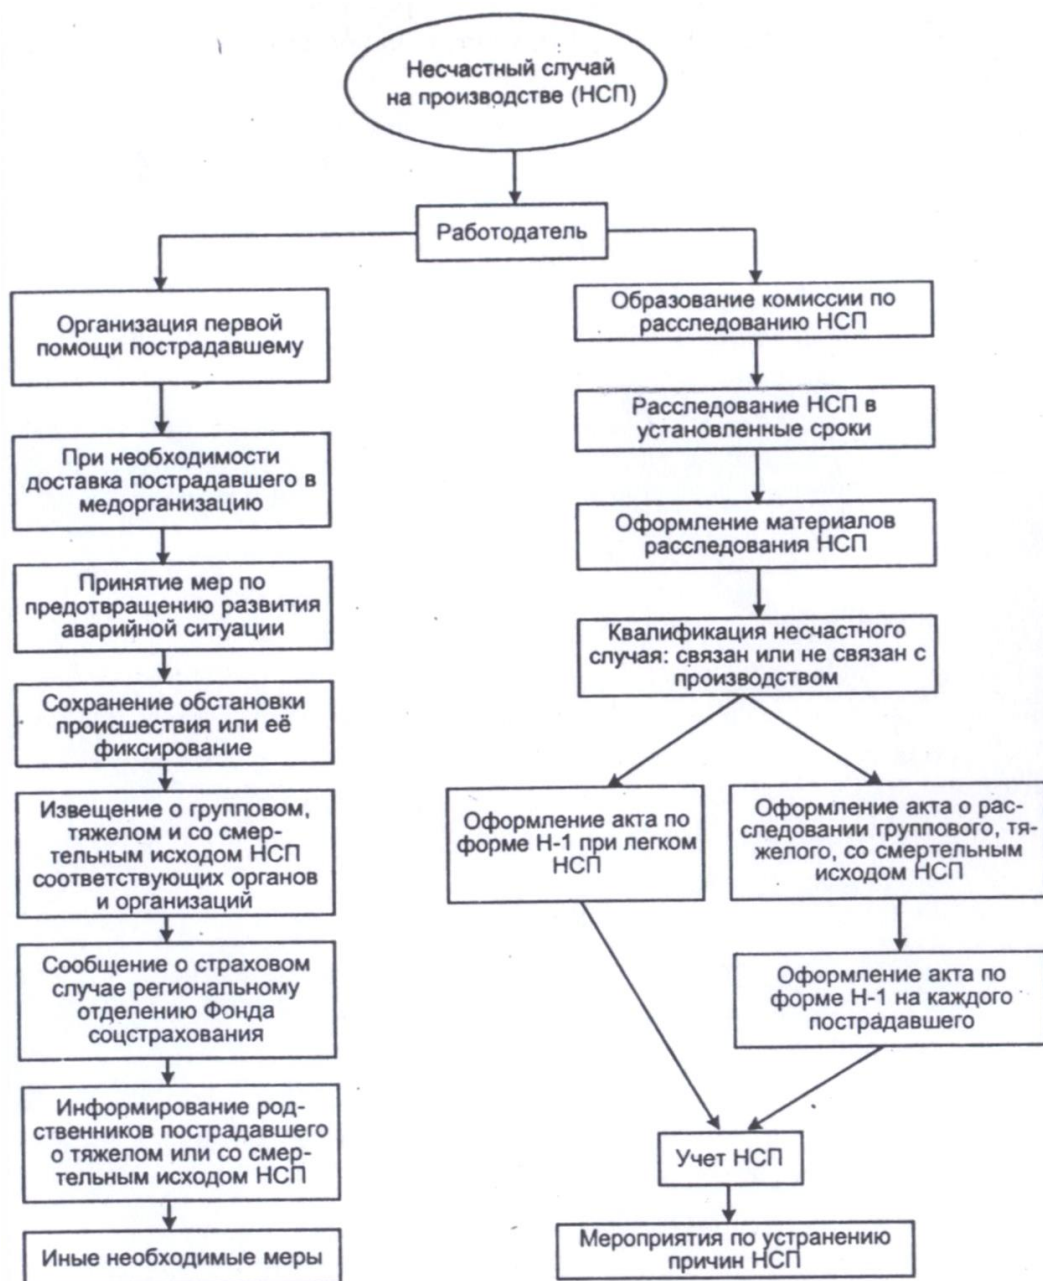 Несчастный случай
на производстве (НСП)
Работодатель
Организация первой
помощи пострадавшему
При необходимости
доставка пострадавшего в
медорганизацию
Принятие мер по
предотвращению развития
аварийной ситуации
Сохранение обстановки
происшествия или её
фиксирование
Извещение о групповом,
тяжелом и со смер-
тельным исходом НСП
соответствующих органов
и организаций
Сообщение о страховом
случае региональному
отделению Фонда
соцстрахования
Информирование род-
ственников пострадавшего
о тяжелом или со смер-
тельным исходом НСП
Иные необходимые меры
Образование комиссии по
расследованию НСП
Расследование НСП в
установленные сроки
Оформление материалов
расследования НСП
Квалификация несчастного
случая: связан или не связан с
производством
Оформление акта по
форме Н-1 при легком
НСП
Оформление акта о рас-
следовании группового, тя-
желого, со смертельным
исходом НСП
Оформление акта по
форме Н-1 на каждого
пострадавшего
Учет НСП
Мероприятия по устранению
причин НСП